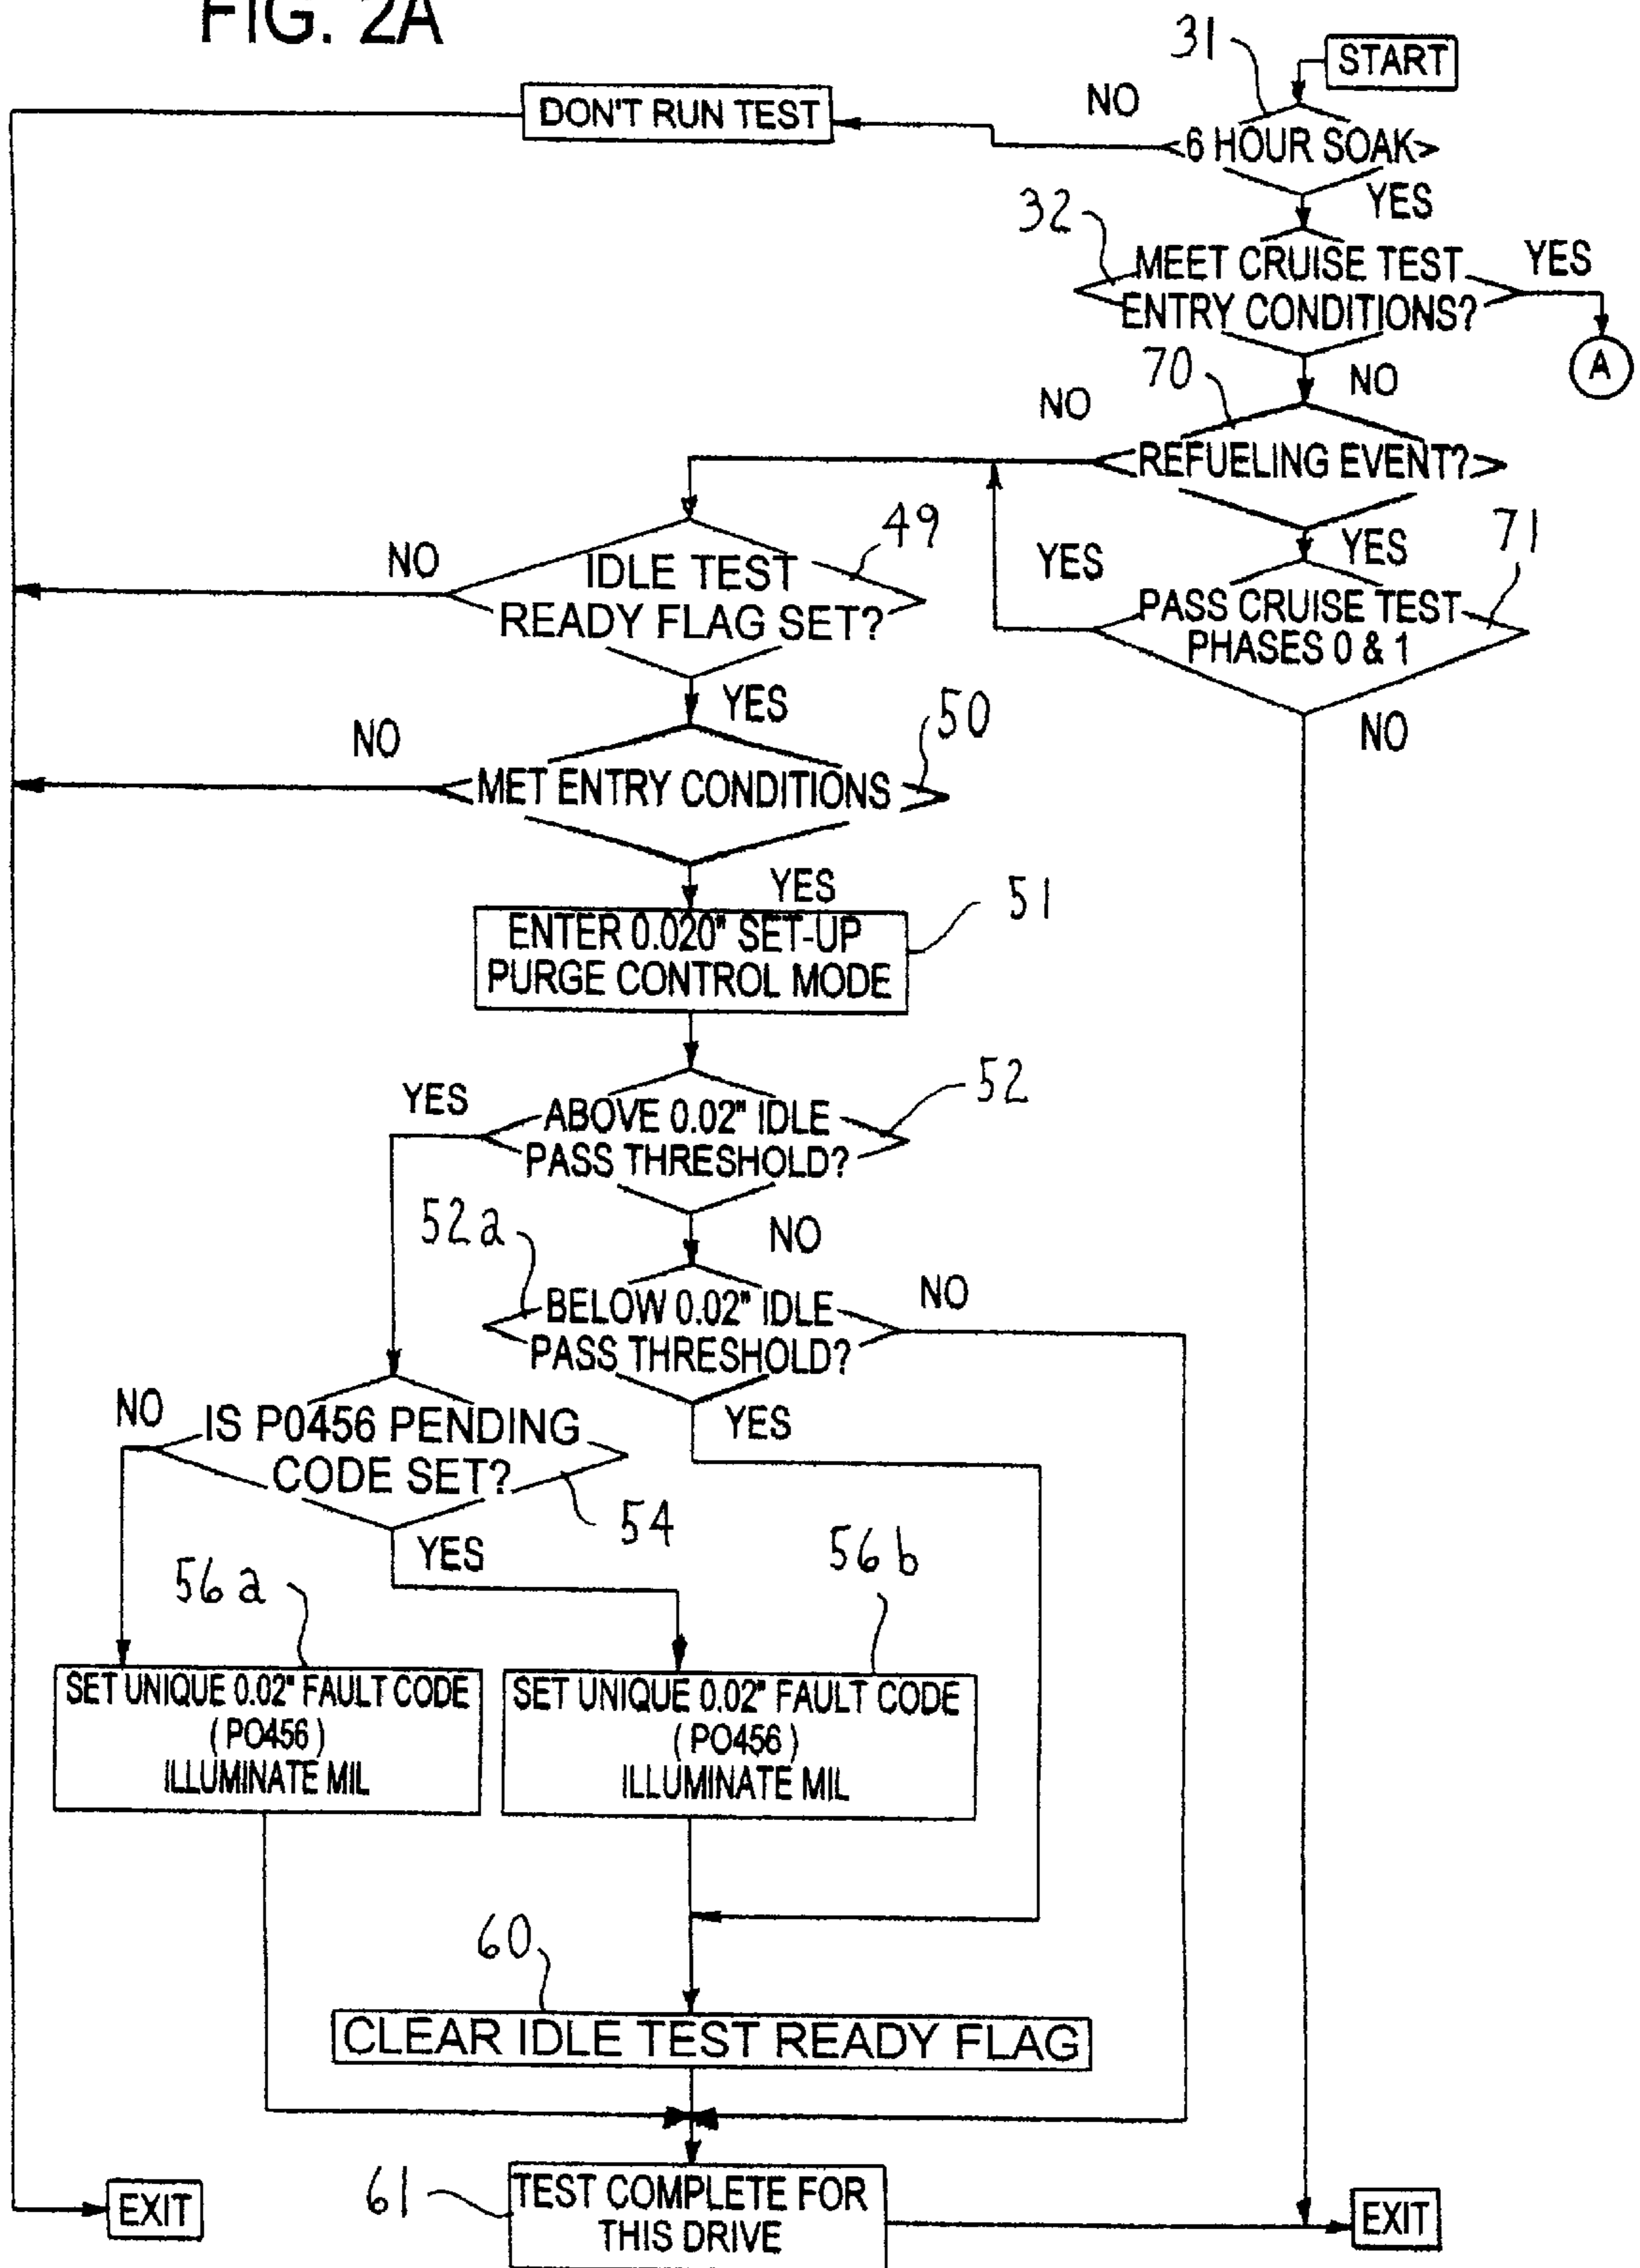 FIG. 2A
31
START
DON'T RUN TEST
NO
6 HOUR SOAK
YES
32
MEET CRUISE TEST
ENTRY CONDITIONS?
YES
A
NO
70
NO
REFUELING EVENT?
YES
71
YES
PASS CRUISE TEST
PHASES 0 & 1
NO
49
NO
IDLE TEST
READY FLAG SET?
YES
50
NO
MET ENTRY CONDITIONS
YES
51
ENTER 0.020" SET-UP
PURGE CONTROL MODE
52
YES
ABOVE 0.02" IDLE
PASS THRESHOLD?
NO
52a
BELOW 0.02" IDLE
PASS THRESHOLD?
NO
YES
NO
IS P0456 PENDING
CODE SET?
54
YES
56a
56b
SET UNIQUE 0.02" FAULT CODE
(PO456)
ILLUMINATE MIL
SET UNIQUE 0.02" FAULT CODE
(PO456)
ILLUMINATE MIL
60
CLEAR IDLE TEST READY FLAG
61
TEST COMPLETE FOR
THIS DRIVE
EXIT
EXIT